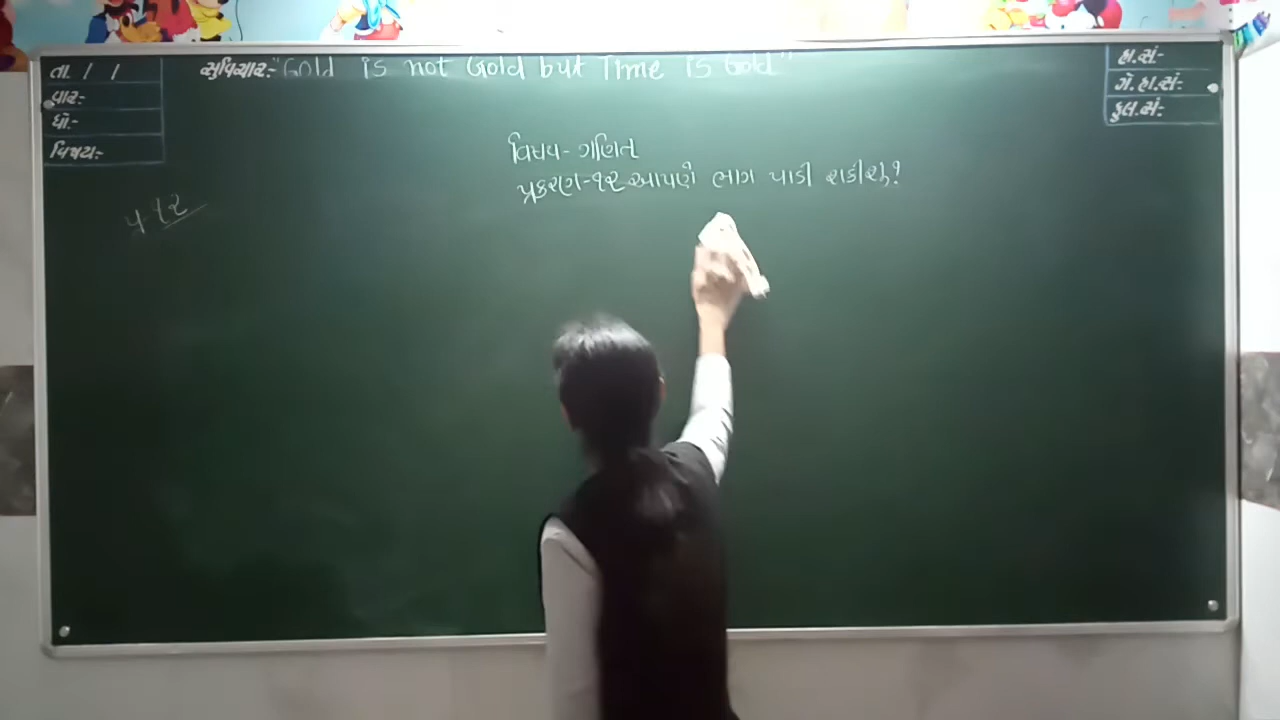 તા. / /
સુવિચાર:- "Gold is not Gold but Time is Gold"
હા.સં-
વાર:-
ગે.હા.સં:-
ધો.-
કુલ.સં:-
વિષય:-
વિષય- ગણિત
પ્રકરણ-૧૨ આપણે ભાગ પાડી શકીશું?